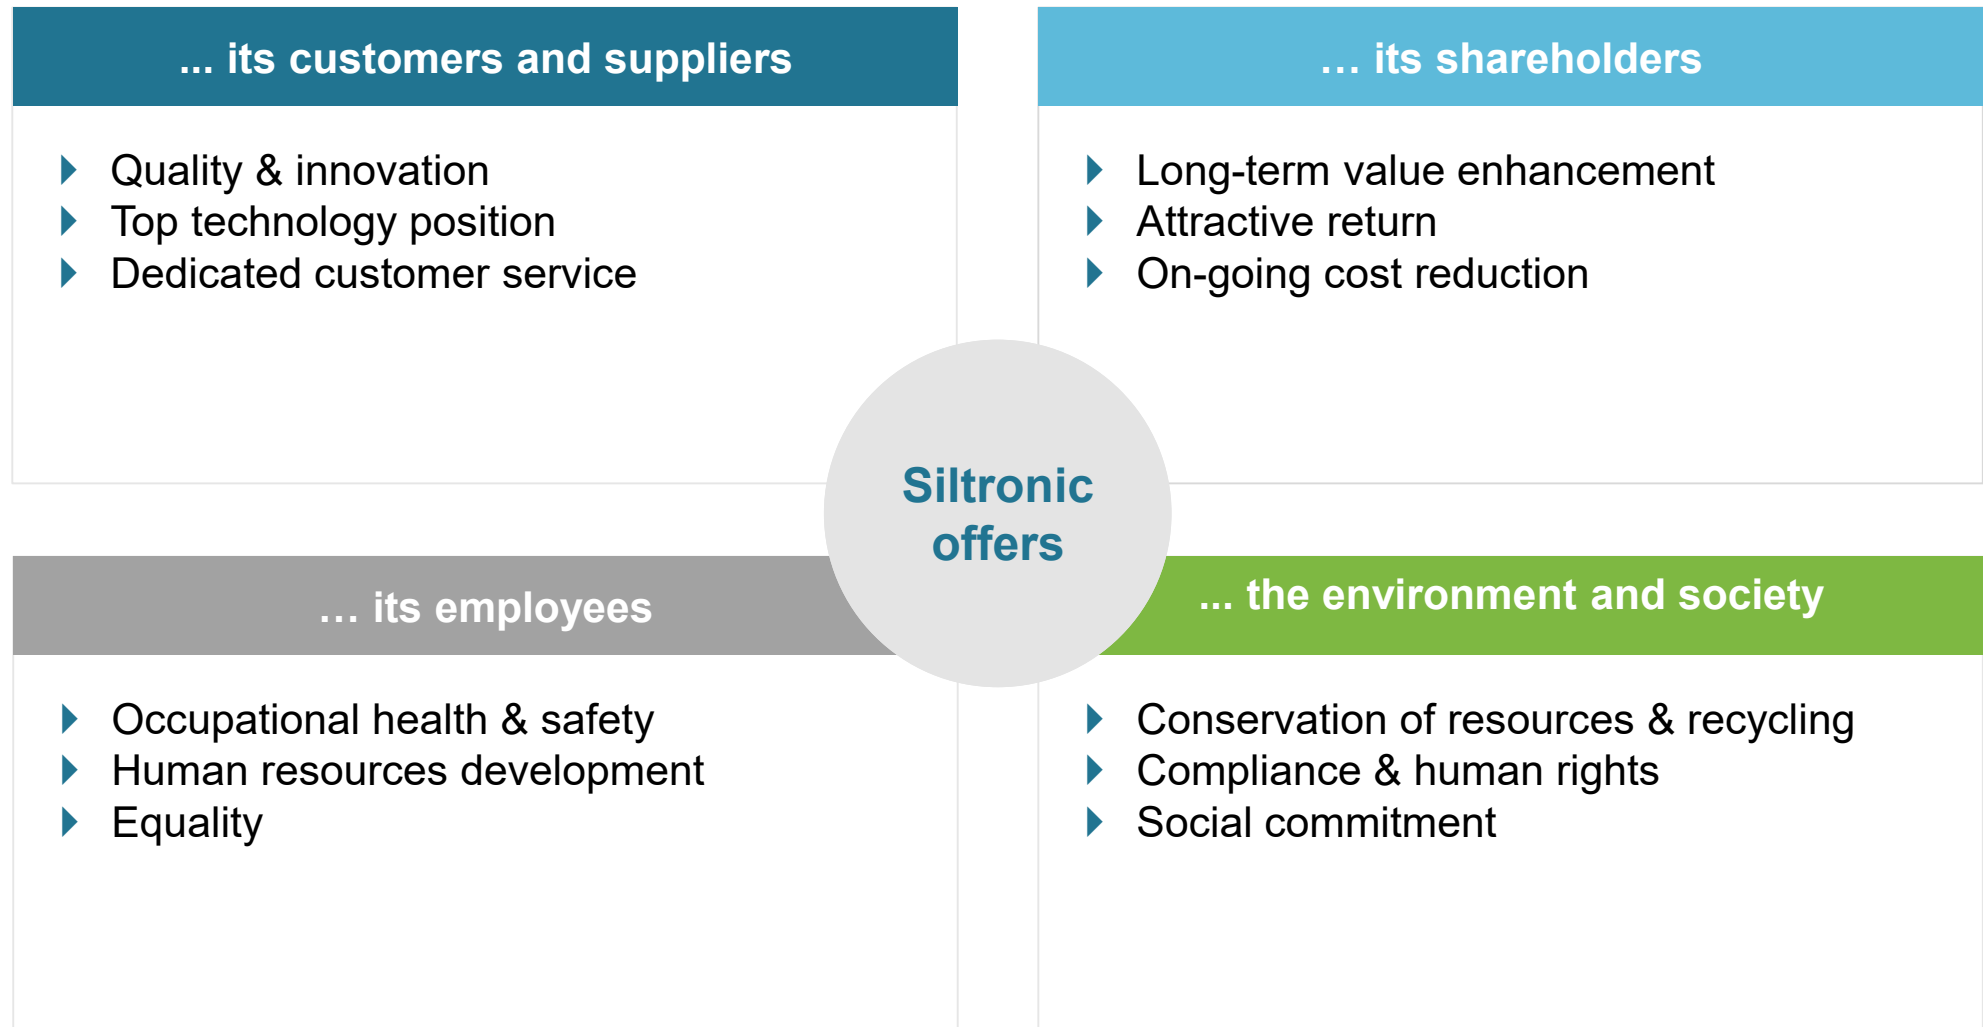 ... its customers and suppliers
Quality & innovation
Top technology position
Dedicated customer service
… its shareholders
Long-term value enhancement
Attractive return
On-going cost reduction
Siltronic
offers
… its employees
Occupational health & safety
Human resources development
Equality
... the environment and society
Conservation of resources & recycling
Compliance & human rights
Social commitment